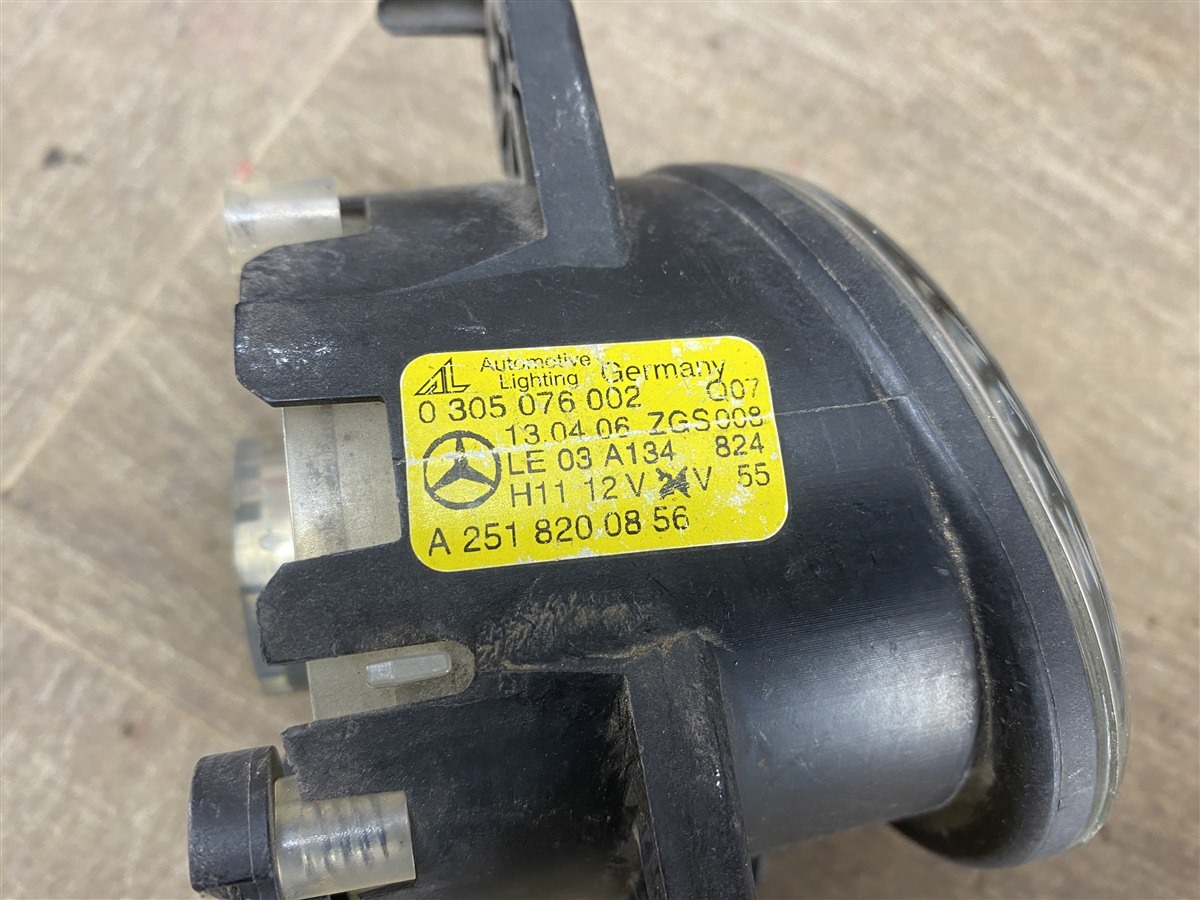 AL Automotive Lighting Germany
0 305 076 002 Q07
13 04 06 ZGS 008
LE 03 A134 824
H11 12 V V 55
A 251 820 08 56